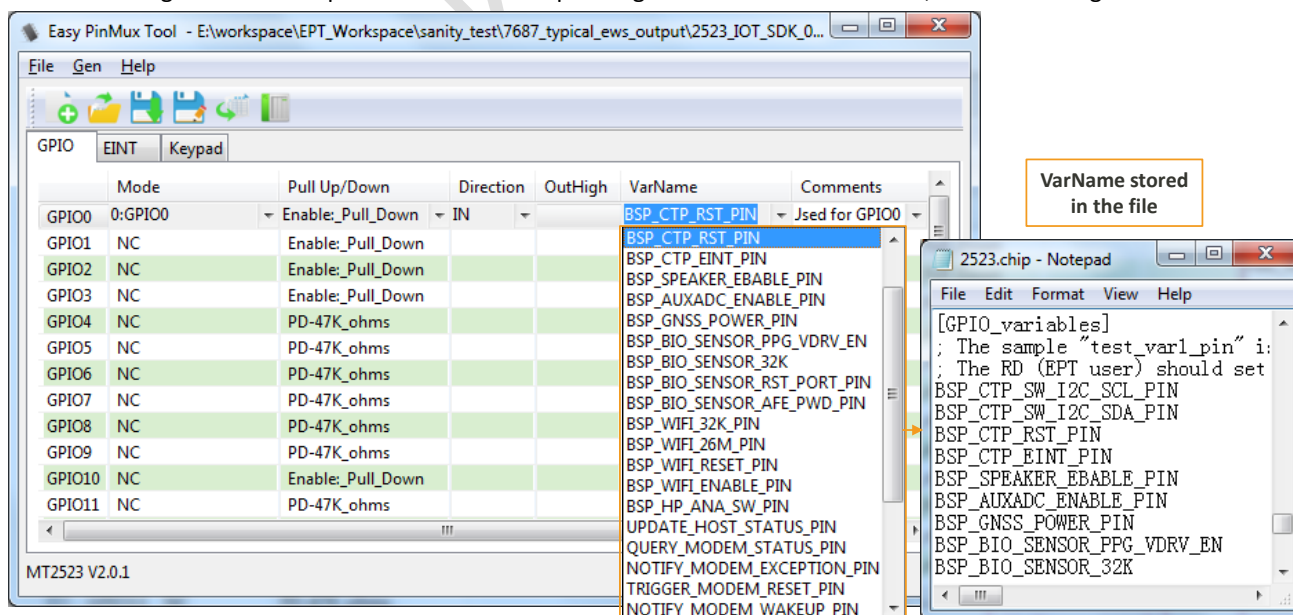 Easy PinMux Tool - E:\workspace\EPT_Workspace\sanity_test\7687_typical_ews_output\2523_IOT_SDK_0...
File Gen Help
GPIO EINT Keypad
Mode Pull Up/Down Direction OutHigh VarName Comments
GPIO0 0:GPIO0 Enable:_Pull_Down IN BSP_CTP_RST_PIN Jsed for GPIO0
GPIO1 NC Enable:_Pull_Down
GPIO2 NC Enable:_Pull_Down
GPIO3 NC Enable:_Pull_Down
GPIO4 NC PD-47K_ohms
GPIO5 NC PD-47K_ohms
GPIO6 NC PD-47K_ohms
GPIO7 NC PD-47K_ohms
GPIO8 NC PD-47K_ohms
GPIO9 NC PD-47K_ohms
GPIO10 NC Enable:_Pull_Down
GPIO11 NC PD-47K_ohms
MT2523 V2.0.1
BSP_CTP_RST_PIN
BSP_CTP_EINT_PIN
BSP_SPEAKER_EBABLE_PIN
BSP_AUXADC_ENABLE_PIN
BSP_GNSS_POWER_PIN
BSP_BIO_SENSOR_PPG_VDRV_EN
BSP_BIO_SENSOR_32K
BSP_BIO_SENSOR_RST_PORT_PIN
BSP_BIO_SENSOR_AFE_PWD_PIN
BSP_WIFI_32K_PIN
BSP_WIFI_26M_PIN
BSP_WIFI_RESET_PIN
BSP_WIFI_ENABLE_PIN
BSP_HP_ANA_SW_PIN
UPDATE_HOST_STATUS_PIN
QUERY_MODEM_STATUS_PIN
NOTIFY_MODEM_EXCEPTION_PIN
TRIGGER_MODEM_RESET_PIN
NOTIFY_MODEM_WAKEUP_PIN
VarName stored
in the file
2523.chip - Notepad
File Edit Format View Help
[GPIO_variables]
; The sample "test_var1_pin" i
; The RD (EPT user) should set
BSP_CTP_SW_I2C_SCL_PIN
BSP_CTP_SW_I2C_SDA_PIN
BSP_CTP_RST_PIN
BSP_CTP_EINT_PIN
BSP_SPEAKER_EBABLE_PIN
BSP_AUXADC_ENABLE_PIN
BSP_GNSS_POWER_PIN
BSP_BIO_SENSOR_PPG_VDRV_EN
BSP_BIO_SENSOR_32K